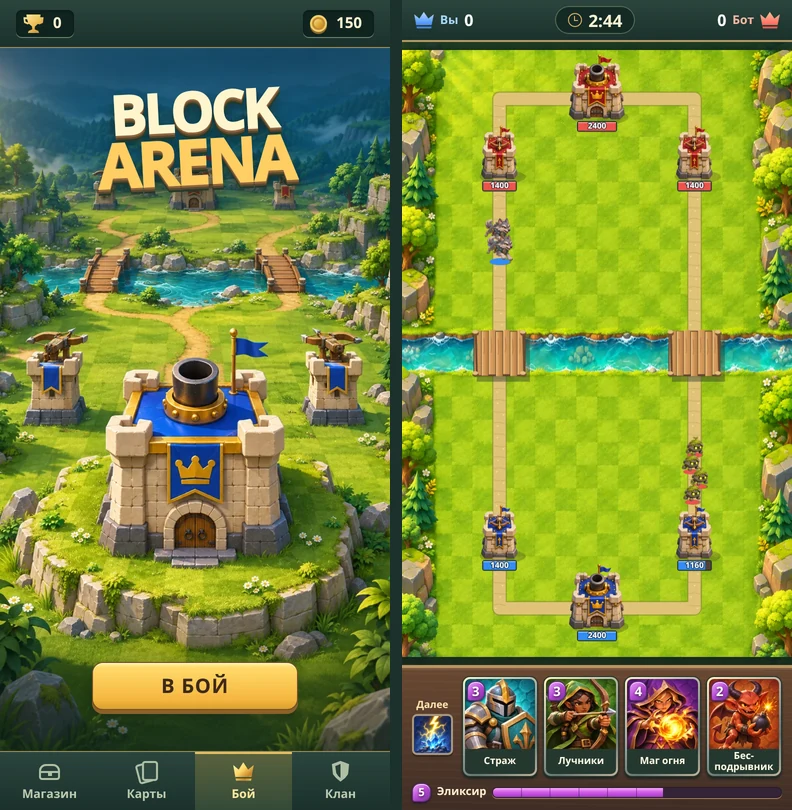 0
150
BLOCK
ARENA
В БОЙ
Магазин
Карты
Бой
Клан
Вы 0
2:44
0 Бот
2400
1400
1400
1400
1160
2400
Далее
3
Страж
3
Лучники
4
Маг огня
2
Бес-
подрывник
5 Эликсир